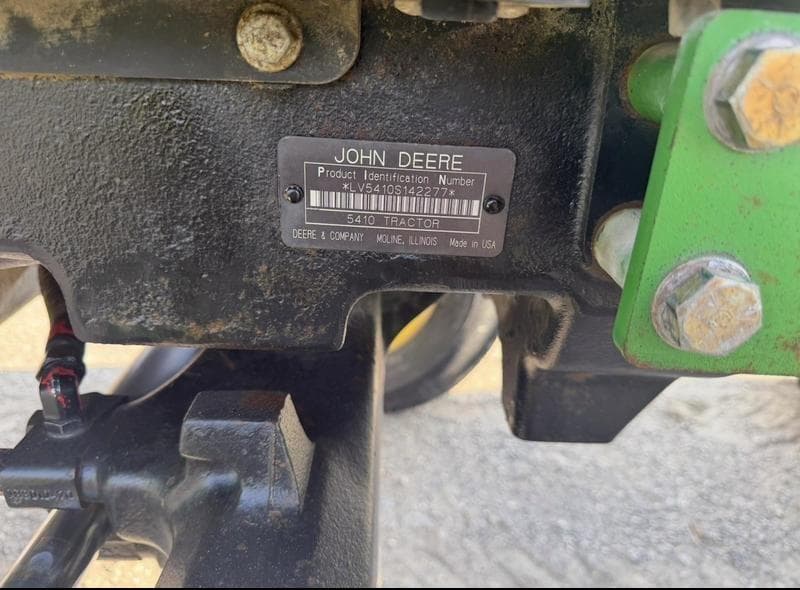 JOHN DEERE
Product Identification Number
*LV5410S142277*
5410 TRACTOR
DEERE & COMPANY MOLINE, ILLINOIS Made in USA